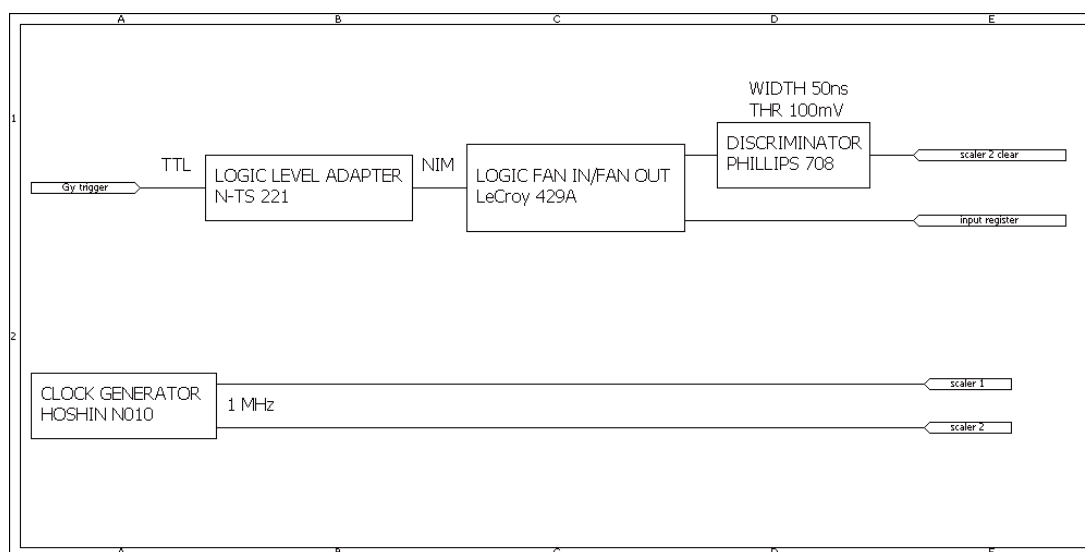 A B C D E
1
WIDTH 50ns
THR 100mV
DISCRIMINATOR
PHILLIPS 708
scaler 2 clear
TTL
LOGIC LEVEL ADAPTER
N-TS 221
NIM
LOGIC FAN IN/FAN OUT
LeCroy 429A
Gy trigger
input register
2
CLOCK GENERATOR
HOSHIN N010
1 MHz
scaler 1
scaler 2
A B C D E